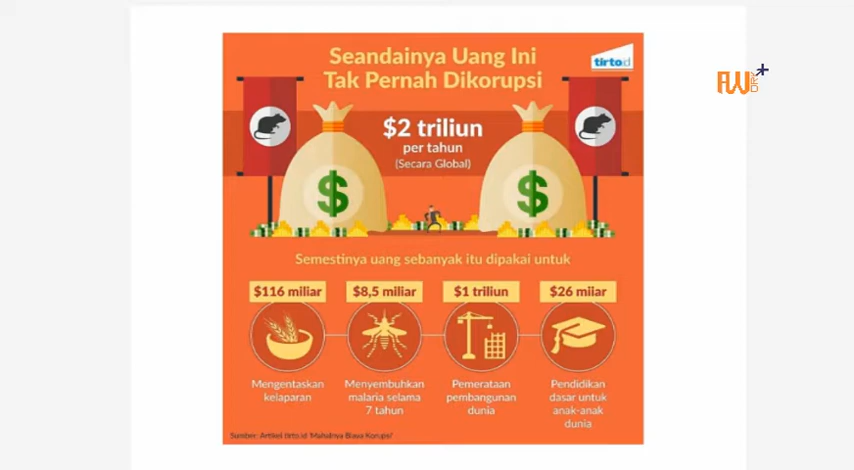 Seandainya Uang Ini
Tak Pernah Dikorupsi
tirto.id
$2 triliun
per tahun
(Secara Global)
$
$
Semestinya uang sebanyak itu dipakai untuk
$116 miliar
$8,5 miliar
$1 triliun
$26 miiar
Mengentaskan
kelaparan
Menyembuhkan
malaria selama
7 tahun
Pemerataan
pembangunan
dunia
Pendidikan
dasar untuk
anak-anak
dunia
Sumber: Artikel tirto.id 'Mahalnya Biaya Korupsi'